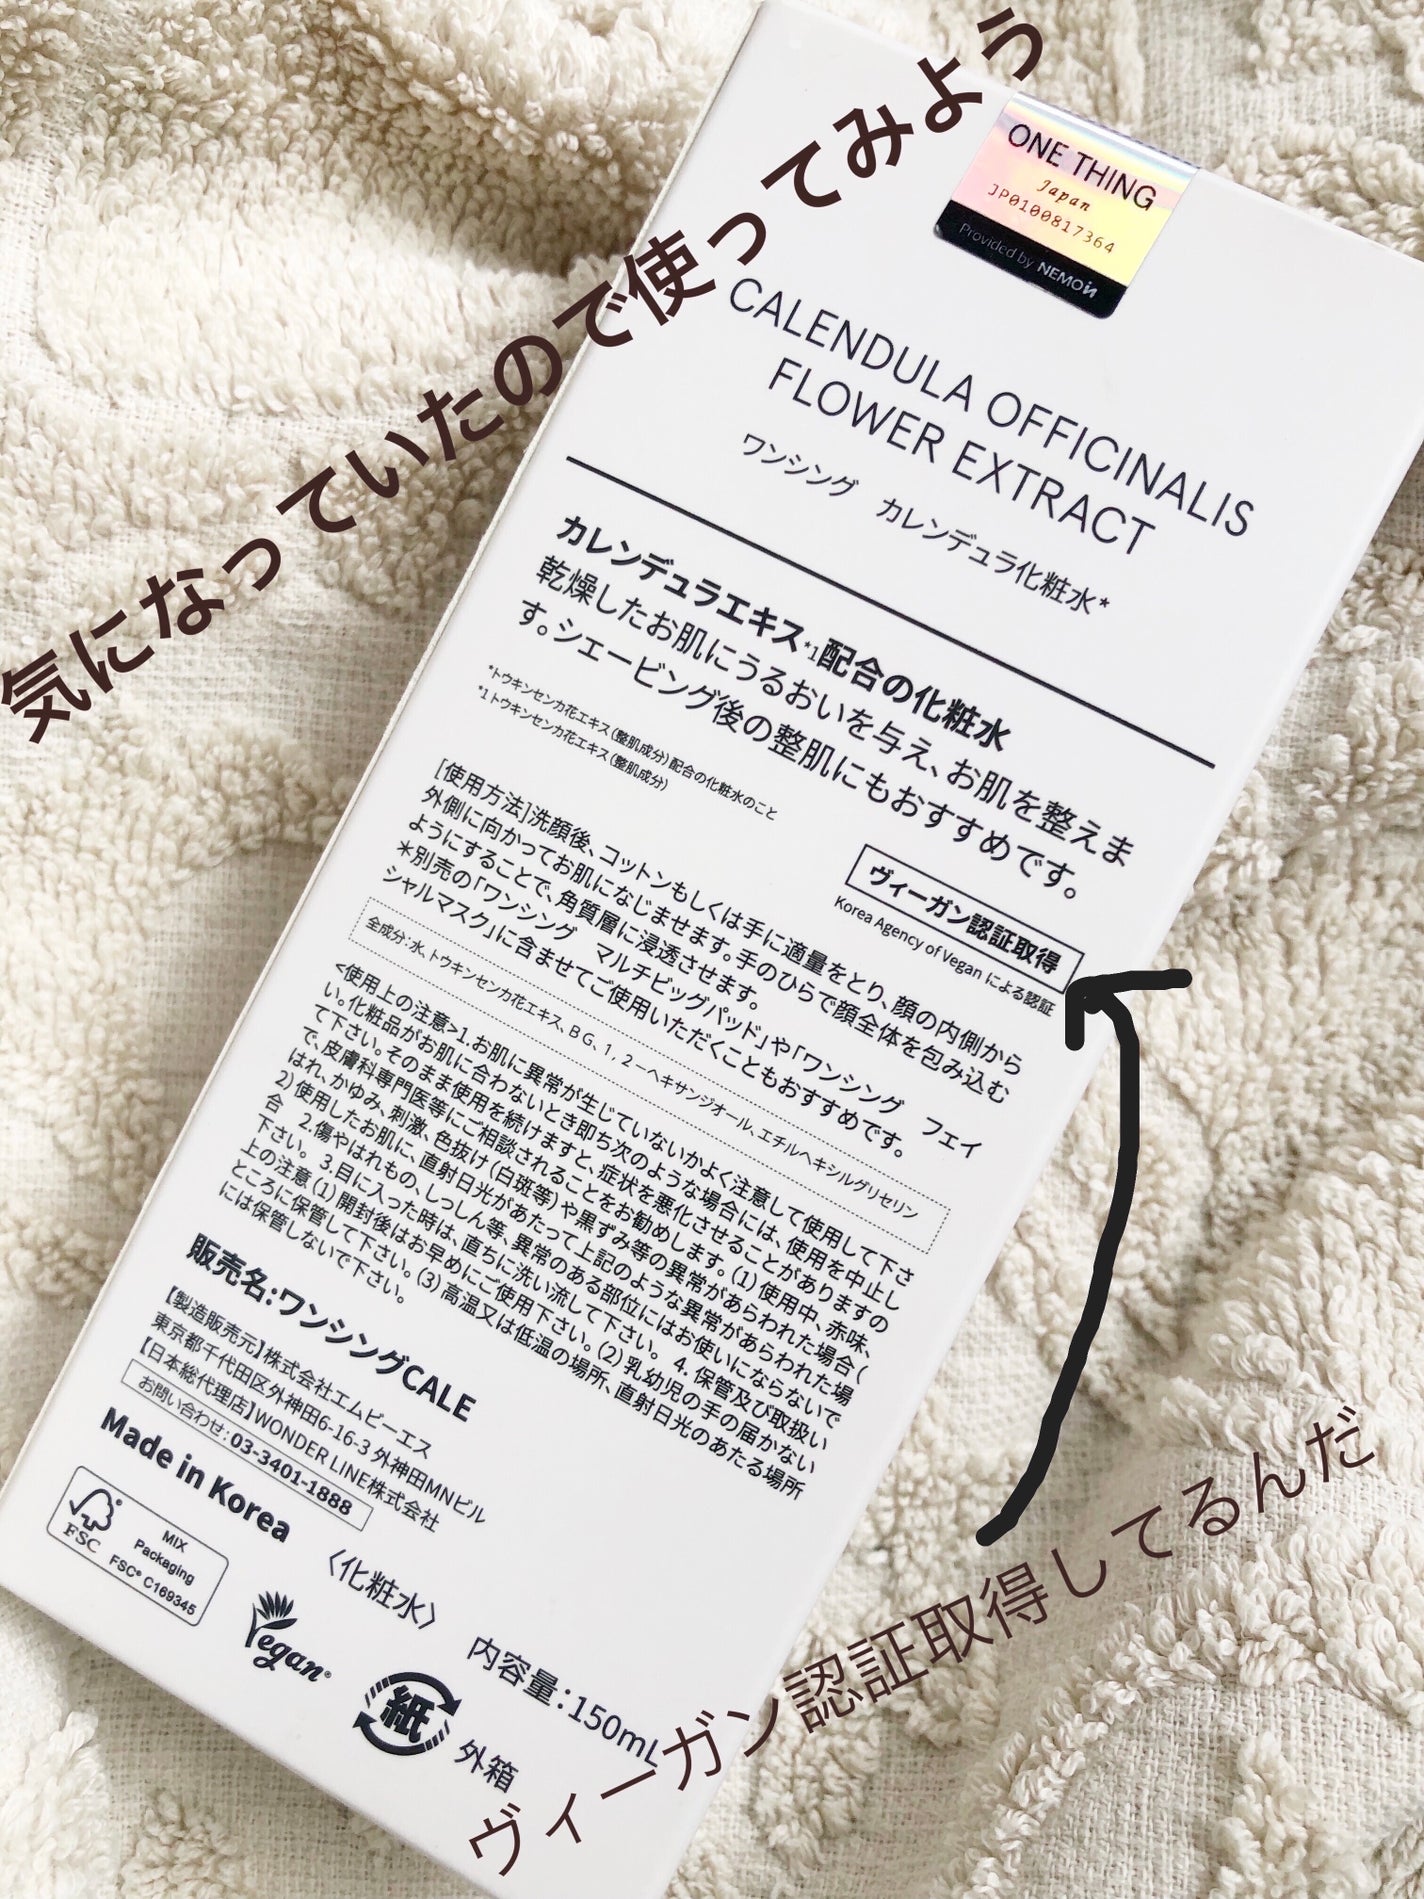 気になっていたので使ってみよう
ONE THING
Japan
JP0100817364
Provided by NEMOin
CALENDULA OFFICINALIS
FLOWER EXTRACT
ワンシング カレンデュラ化粧水*
カレンデュラエキス*1配合の化粧水
乾燥したお肌にうるおいを与え、お肌を整えま
す。シェービング後の整肌にもおすすめです。
*トウキンセンカ花エキス(整肌成分)配合の化粧水のこと
*1トウキンセンカ花エキス(整肌成分)
ヴィーガン認証取得
Korea Agency of Vegan による認証
[使用方法]洗顔後、コットンもしくは手に適量をとり、顔の内側から
外側に向かってお肌になじませます。手のひらで顔全体を包み込む
ようにすることで、角質層に浸透させます。
*別売の「ワンシング マルチビッグパッド」や「ワンシング フェイ
シャルマスク」に含ませてご使用いただくこともおすすめです。
全成分:水、トウキンセンカ花エキス、BG、1,2-ヘキサンジオール、エチルヘキシルグリセリン
<使用上の注意>1.お肌に異常が生じていないかよく注意して使用して下さ
い。化粧品がお肌に合わないとき即ち次のような場合には、使用を中止し
て下さい。そのまま使用を続けますと、症状を悪化させることがありますの
で、皮膚科専門医等にご相談されることをお勧めします。(1)使用中、赤味、
はれ、かゆみ、刺激、色抜け(白斑等)や黒ずみ等の異常があらわれた場合(
2)使用したお肌に、直射日光があたって上記のような異常があらわれた場
合 2.傷やはれもの、しっしん等、異常のある部位にはお使いにならないで
下さい。 3.目に入った時は、直ちに洗い流して下さい。 4.保管及び取扱い
上の注意(1)開封後はお早めにご使用下さい。(2)乳幼児の手の届かない
ところに保管して下さい。(3)高温又は低温の場所、直射日光のあたる場所
には保管しないで下さい。
販売名:ワンシングCALE
【製造販売元】株式会社エムピーエス
東京都千代田区外神田6-16-3 外神田MNビル
【日本総代理店】WONDER LINE株式会社
お問い合わせ:03-3401-1888
Made in Korea
〈化粧水〉
内容量:150mL
FSC
MIX
Packaging
FSC® C169345
Vegan
紙
外箱
ヴィーガン認証取得してるんだ